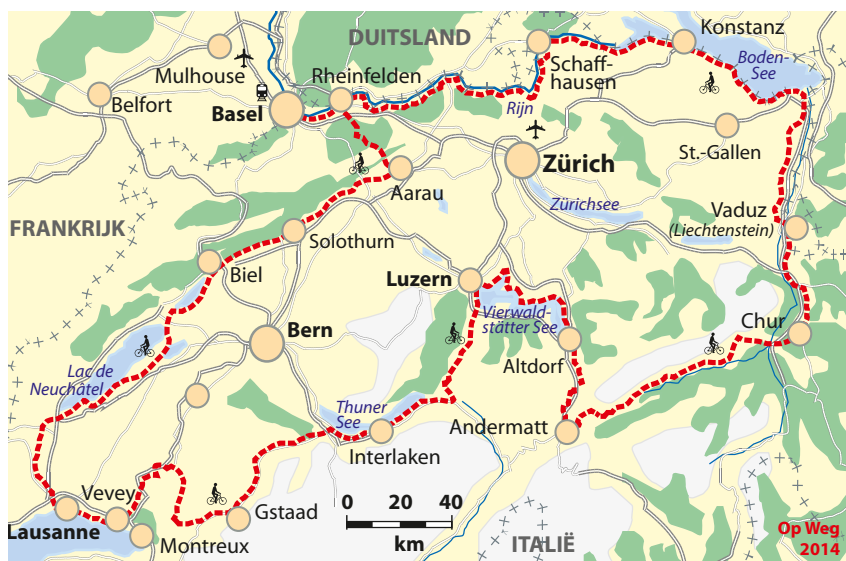 DUITSLAND
Konstanz
Mulhouse
Schaff-
hausen
Boden-
See
Rheinfelden
Belfort
Basel
Rijn
Zürich
St.-Gallen
Aarau
Zürichsee
FRANKRIJK
Vaduz
(Liechtenstein)
Solothurn
Biel
Luzern
Vierwald-
stätter See
Chur
Bern
Altdorf
Lac de
Neuchâtel
Thuner
See
Andermatt
Interlaken
Vevey
Gstaad
0 20 40
km
Lausanne
Montreux
ITALIË
Op Weg
2014